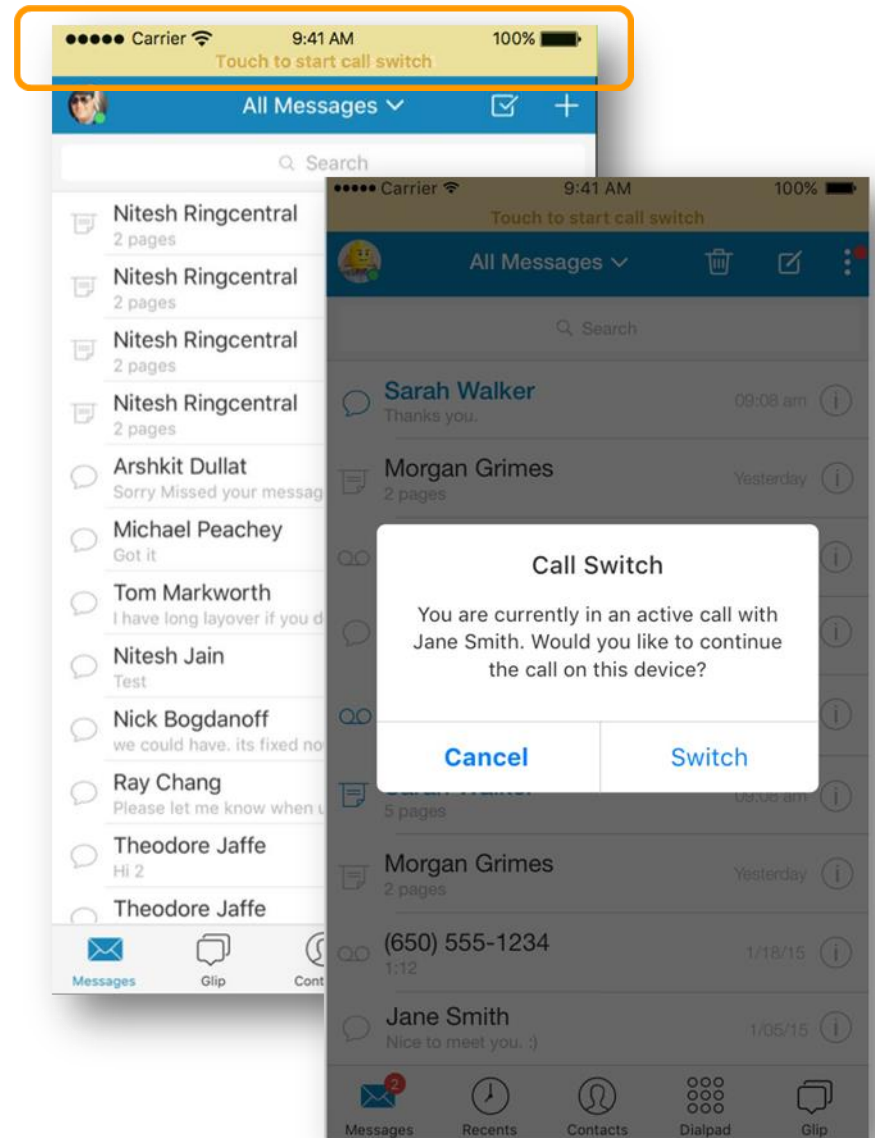 Carrier 9:41 AM 100%
Touch to start call switch
All Messages
Search
Nitesh Ringcentral
2 pages
Nitesh Ringcentral
2 pages
Nitesh Ringcentral
2 pages
Nitesh Ringcentral
2 pages
Arshkit Dullat
Sorry Missed your messag
Michael Peachey
Got it
Tom Markworth
I have long layover if you d
Nitesh Jain
Test
Nick Bogdanoff
we could have. its fixed no
Ray Chang
Please let me know when u
Theodore Jaffe
Hi 2
Theodore Jaffe
Messages Glip Cont
Carrier 9:41 AM 100%
Touch to start call switch
All Messages
Search
Sarah Walker 09:08 am
Thanks you.
Morgan Grimes Yesterday
2 pages
Call Switch
You are currently in an active call with
Jane Smith. Would you like to continue
the call on this device?
Cancel Switch
09:08 am
5 pages
Morgan Grimes Yesterday
2 pages
(650) 555-1234 1/18/15
1:12
Jane Smith 1/05/15
Nice to meet you. :)
2
Messages Recents Contacts Dialpad Glip